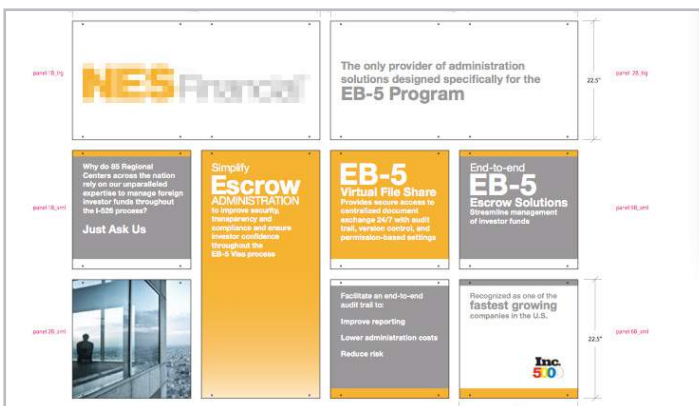 NES Financial
The only provider of administration
solutions designed specifically for the
EB-5 Program
22.5"
panel 1B_lrg
panel 2B_lrg
Why do 85 Regional
Centers across the nation
rely on our unparalleled
expertise to manage foreign
investor funds throughout
the I-526 process?
Just Ask Us
Simplify
Escrow
ADMINISTRATION
to improve security,
transparency and
compliance and ensure
investor confidence
throughout the
EB-5 Visa process
EB-5
Virtual File Share
Provides secure access to
centralized document
exchange 24/7 with audit
trail, version control, and
permission-based settings
End-to-end
EB-5
Escrow Solutions
Streamline management
of investor funds
panel 1B_sml
panel 2B_sml
Facilitate an end-to-end
audit trail to:
Improve reporting
Lower administration costs
Reduce risk
Recognized as one of the
fastest growing
companies in the U.S.
Inc.
500
22.5"
panel 6B_sml